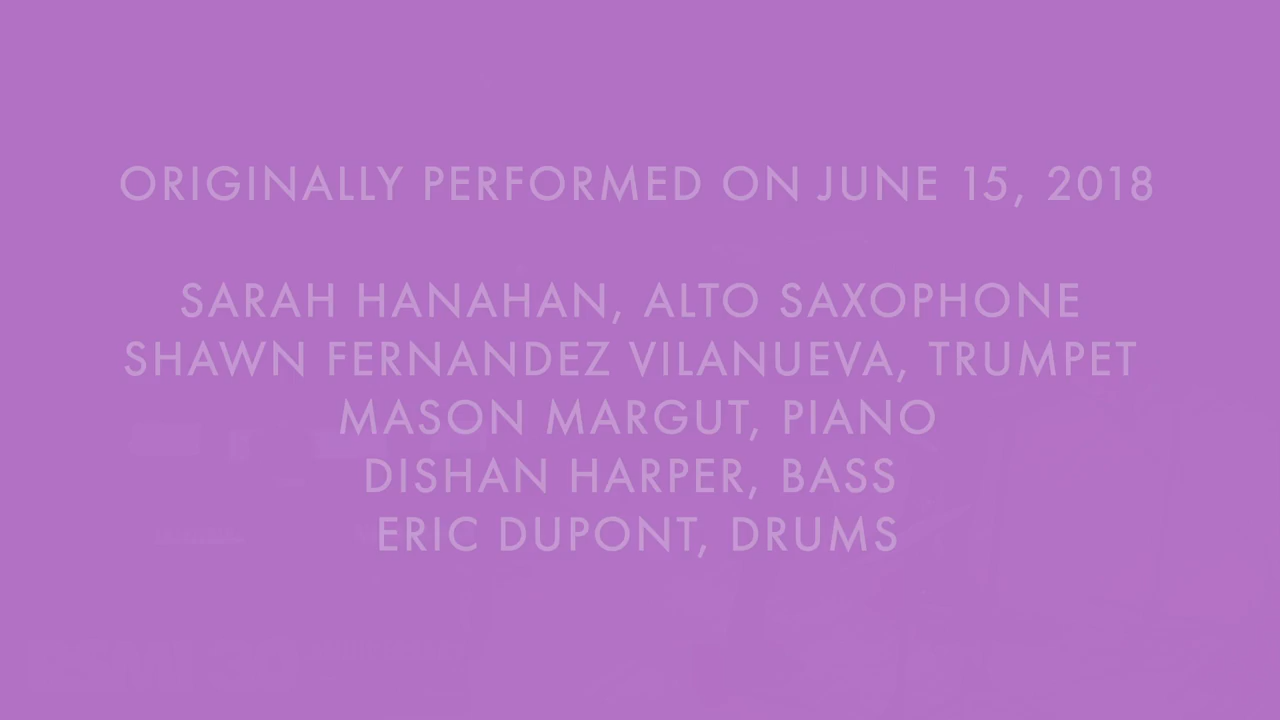 ORIGINALLY PERFORMED ON JUNE 15, 2018
SARAH HANAHAN, ALTO SAXOPHONE
SHAWN FERNANDEZ VILANUEVA, TRUMPET
MASON MARGUT, PIANO
DISHAN HARPER, BASS
ERIC DUPONT, DRUMS